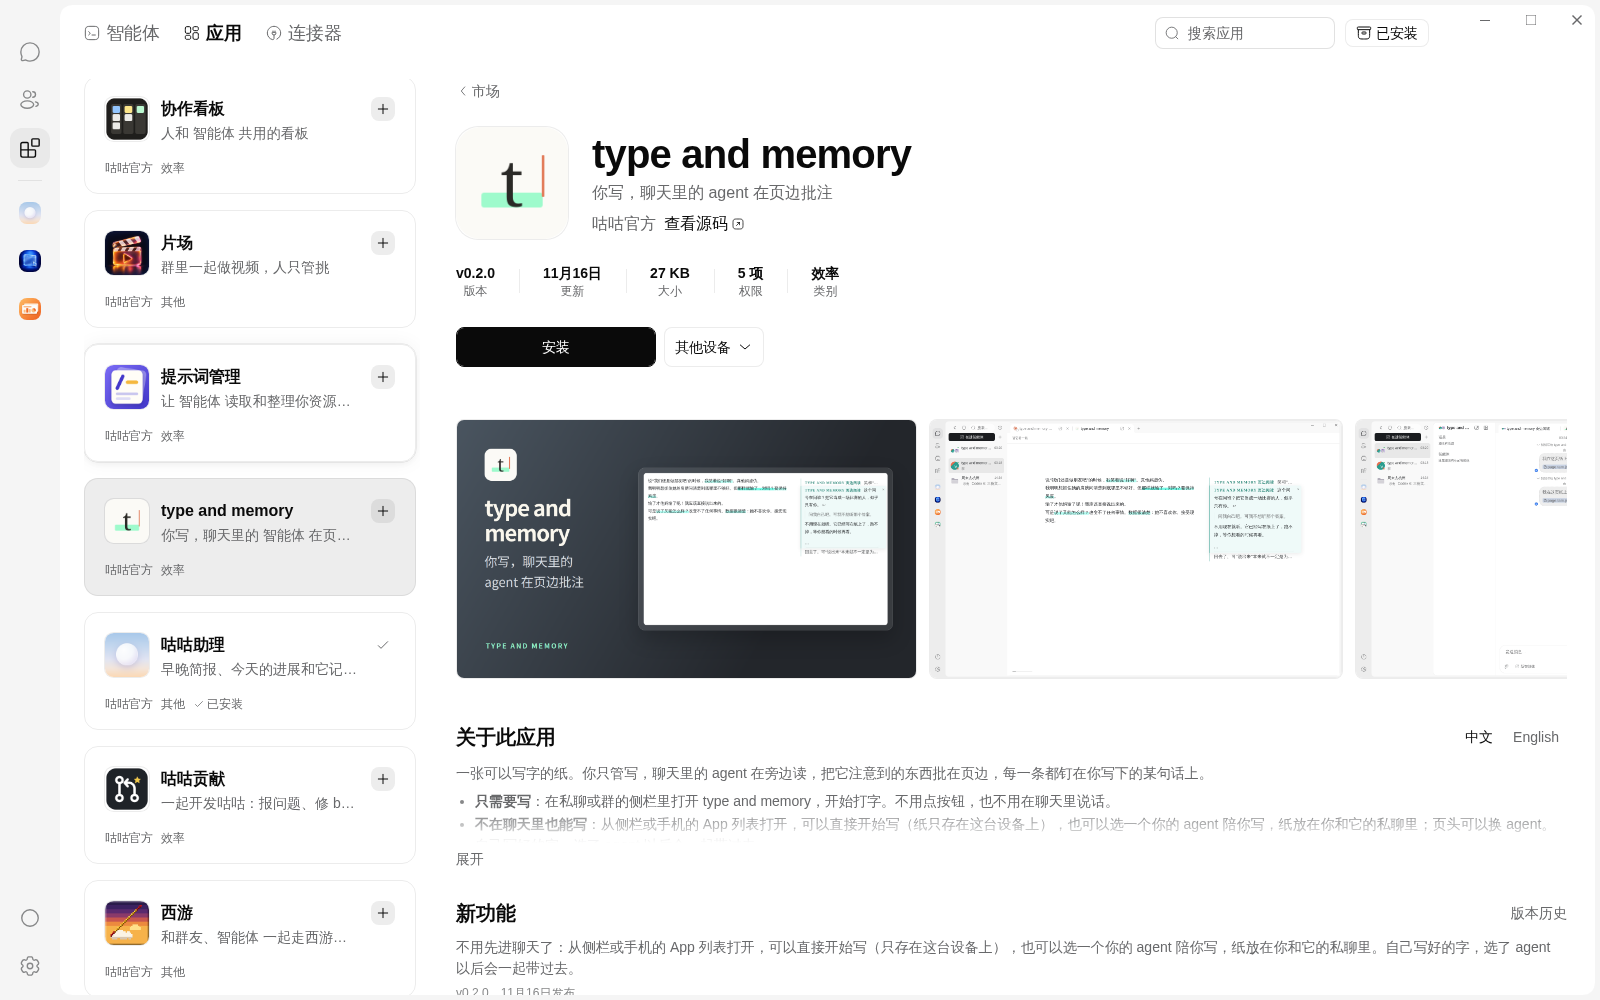 智能体 应用 连接器 搜索应用 已安装
协作看板
人和 智能体 共用的看板
咕咕官方 效率
片场
群里一起做视频，人只管挑
咕咕官方 其他
提示词管理
让 智能体 读取和整理你资源…
咕咕官方 效率
type and memory
你写，聊天里的 智能体 在页…
咕咕官方 效率
咕咕助理
早晚简报、今天的进展和它记…
咕咕官方 其他 已安装
咕咕贡献
一起开发咕咕：报问题、修 b…
咕咕官方 效率
西游
和群友、智能体 一起走西游…
咕咕官方 其他
市场
t
type and memory
你写，聊天里的 agent 在页边批注
咕咕官方 查看源码
v0.2.0 11月16日 27 KB 5 项 效率
版本 更新 大小 权限 类别
安装 其他设备
t
type and
memory
你写，聊天里的
agent 在页边批注
TYPE AND MEMORY
关于此应用 中文 English
一张可以写字的纸。你只管写，聊天里的 agent 在旁边读，把它注意到的东西批在页边，每一条都钉在你写下的某句话上。
只需要写：在私聊或群的侧栏里打开 type and memory，开始打字。不用点按钮，也不用在聊天里说话。
不在聊天里也能写：从侧栏或手机的 App 列表打开，可以直接开始写（纸只存在这台设备上），也可以选一个你的 agent 陪你写，纸放在你和它的私聊里；页头可以换 agent。
展开
新功能 版本历史
不用先进聊天了：从侧栏或手机的 App 列表打开，可以直接开始写（只存在这台设备上），也可以选一个你的 agent 陪你写，纸放在你和它的私聊里。自己写好的字，选了 agent
以后会一起带过去。
v0.2.0 11月16日发布